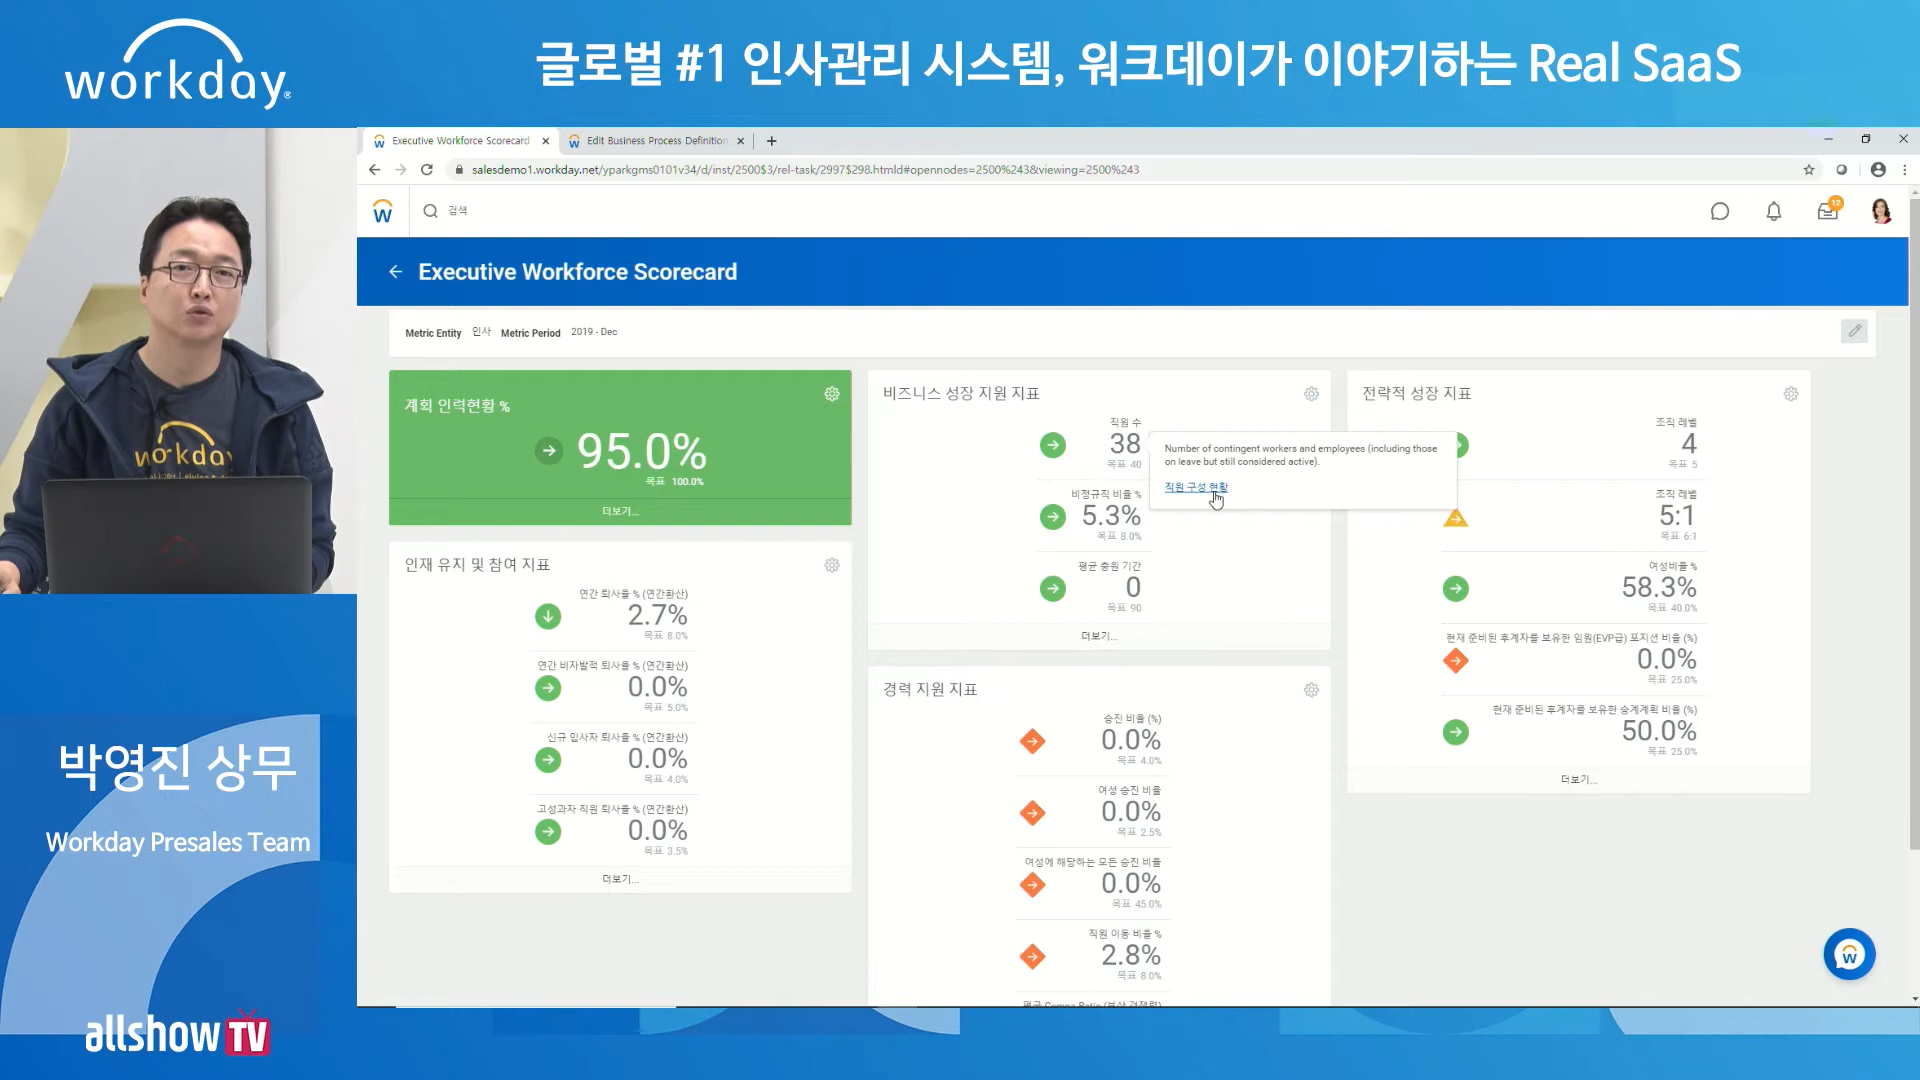 workday®
글로벌 #1 인사관리 시스템, 워크데이가 이야기하는 Real SaaS
Executive Workforce Scorecard
Edit Business Process Definition
salesdemo1.workday.net/yparkgms0101v34/d/inst/2500$3/rel-task/2997$298.htmld#opennodes=2500%243&viewing=2500%243
검색
12
Executive Workforce Scorecard
Metric Entity 인사 Metric Period 2019 - Dec
계획 인력현황 %
95.0%
목표 100.0%
더보기...
인재 유지 및 참여 지표
연간 퇴사율 % (연간환산)
2.7%
목표 8.0%
연간 비자발적 퇴사율 % (연간환산)
0.0%
목표 5.0%
신규 입사자 퇴사율 % (연간환산)
0.0%
목표 4.0%
고성과자 직원 퇴사율 % (연간환산)
0.0%
목표 3.5%
더보기...
비즈니스 성장 지원 지표
직원 수
38
목표 40
Number of contingent workers and employees (including those
on leave but still considered active).
직원 구성 현황
비정규직 비율 %
5.3%
목표 8.0%
평균 충원 기간
0
목표 90
더보기...
경력 지원 지표
승진 비율 (%)
0.0%
목표 4.0%
여성 승진 비율
0.0%
목표 2.5%
여성에 해당하는 모든 승진 비율
0.0%
목표 45.0%
직원 이동 비율 %
2.8%
목표 8.0%
전략적 성장 지표
조직 레벨
4
목표 5
조직 레벨
5:1
목표 6:1
여성비율 %
58.3%
목표 40.0%
현재 준비된 후계자를 보유한 임원(EVP급) 포지션 비율 (%)
0.0%
목표 25.0%
현재 준비된 후계자를 보유한 승계계획 비율 (%)
50.0%
목표 25.0%
더보기...
workday
박영진 상무
Workday Presales Team
allshow TV